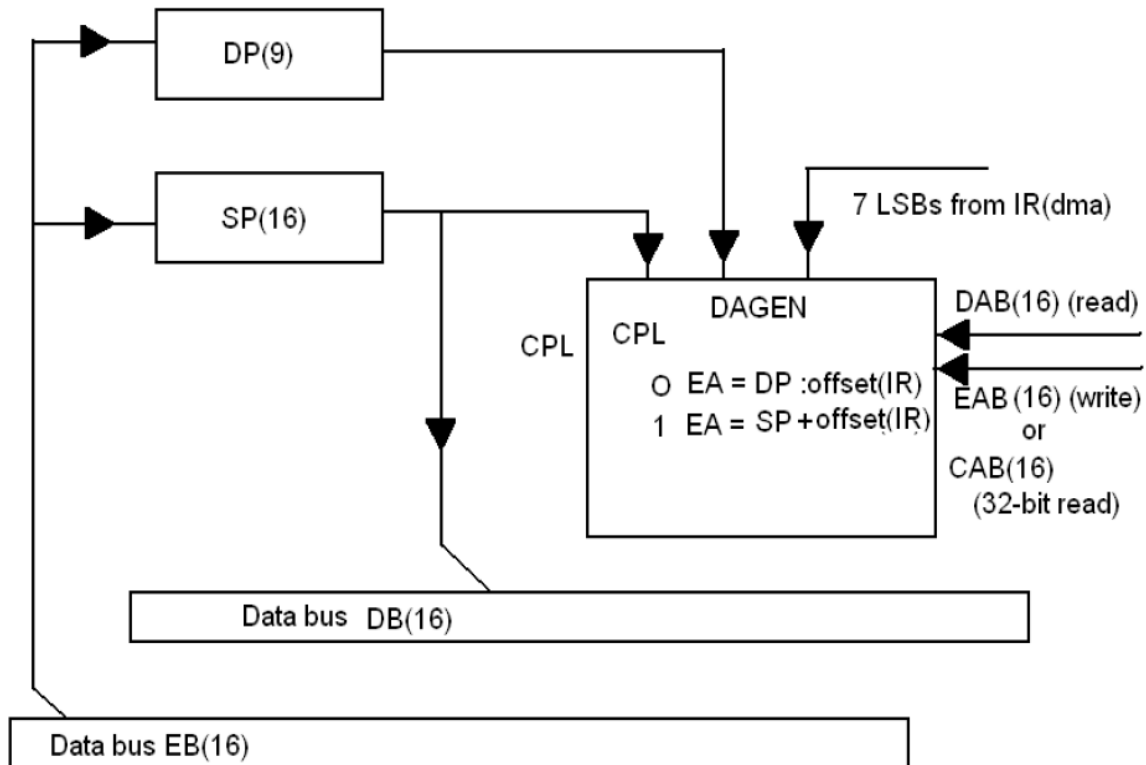 DP(9)
SP(16)
7 LSBs from IR(dma)
DAGEN
CPL
CPL
0 EA = DP :offset(IR)
1 EA = SP +offset(IR)
DAB(16) (read)
EAB (16) (write)
or
CAB(16)
(32-bit read)
Data bus DB(16)
Data bus EB(16)